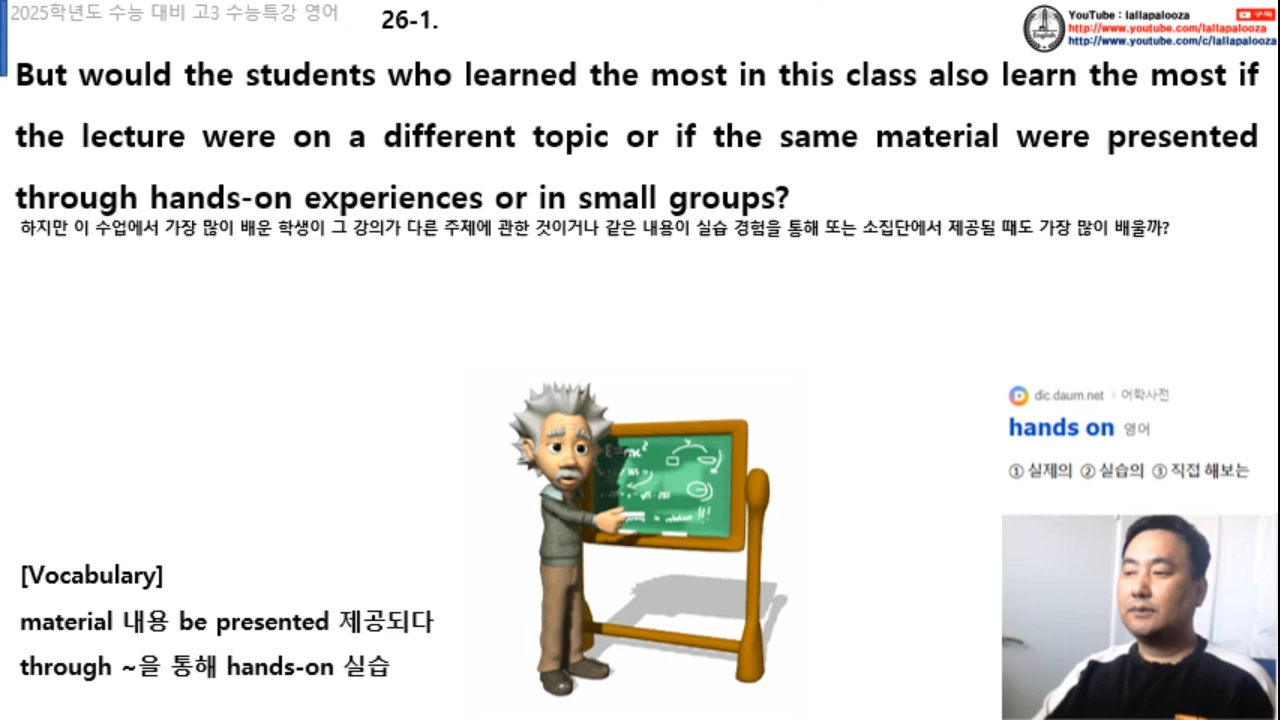 2025학년도 수능 대비 고3 수능특강 영어
26-1.
YouTube : lallapalooza
구독
http://www.youtube.com/lallapalooza
http://www.youtube.com/c/lallapalooza
English
But would the students who learned the most in this class also learn the most if
the lecture were on a different topic or if the same material were presented
through hands-on experiences or in small groups?
하지만 이 수업에서 가장 많이 배운 학생이 그 강의가 다른 주제에 관한 것이거나 같은 내용이 실습 경험을 통해 또는 소집단에서 제공될 때도 가장 많이 배울까?
dic.daum.net > 어학사전
hands on 영어
① 실제의 ② 실습의 ③ 직접 해보는
[Vocabulary]
material 내용 be presented 제공되다
through ~을 통해 hands-on 실습